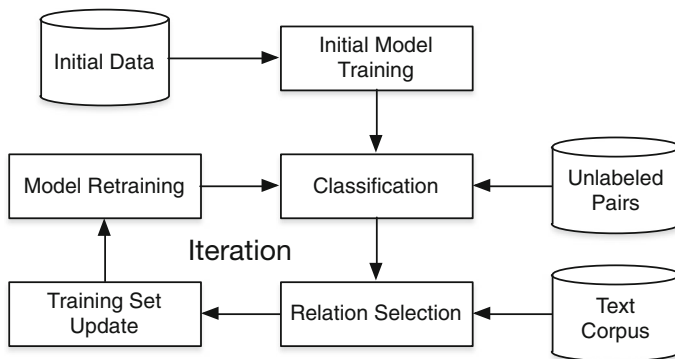 Initial Data
Initial Model
Training
Model Retraining
Classification
Unlabeled
Pairs
Iteration
Training Set
Update
Relation Selection
Text
Corpus